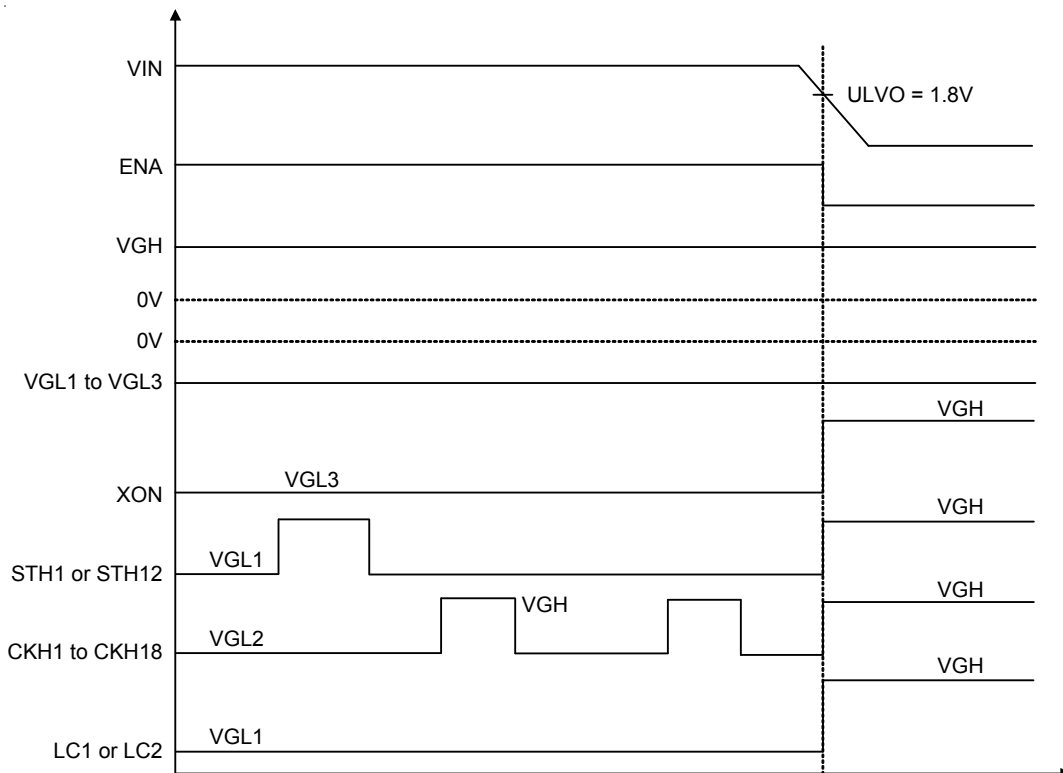 VIN
ULVO = 1.8V
ENA
VGH
0V
0V
VGL1 to VGL3
VGH
XON
VGL3
VGH
STH1 or STH12
VGL1
VGH
VGH
CKH1 to CKH18
VGL2
VGH
LC1 or LC2
VGL1